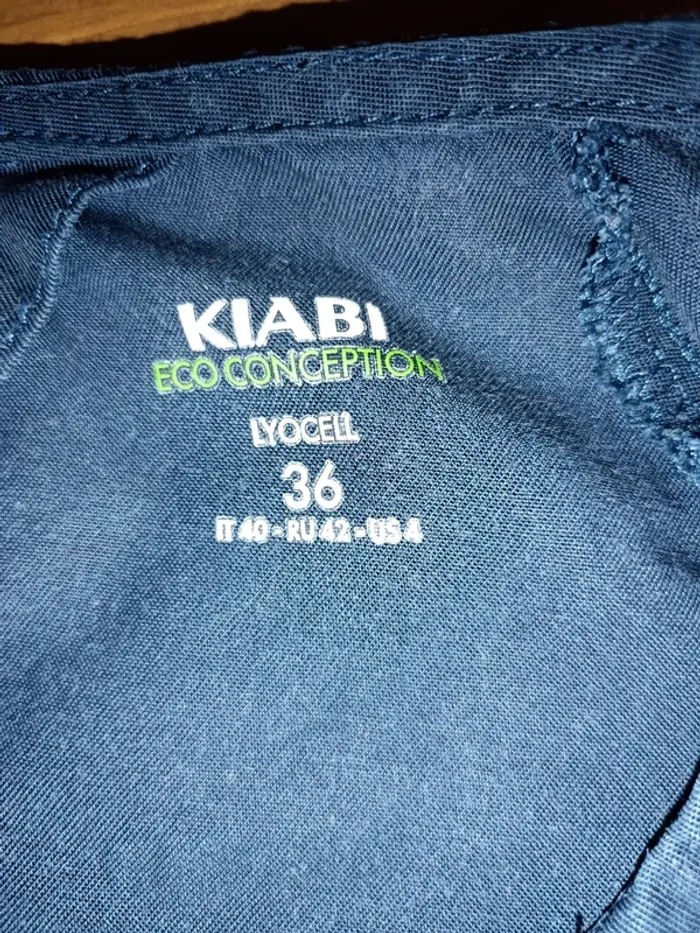 KIABI
ECO CONCEPTION
LYOCELL
36
IT 40 - RU 42 - US 4